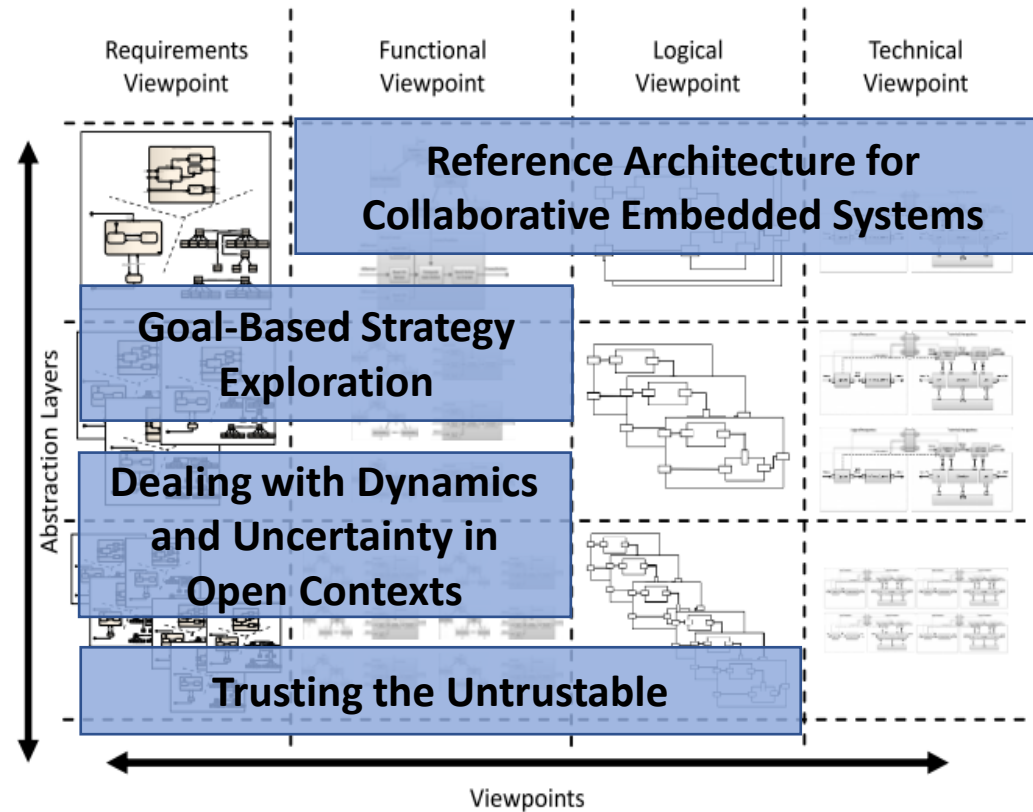 Requirements
Viewpoint
Functional
Viewpoint
Logical
Viewpoint
Technical
Viewpoint
Reference Architecture for
Collaborative Embedded Systems
Goal-Based Strategy
Exploration
Dealing with Dynamics
and Uncertainty in
Open Contexts
Trusting the Untrustable
Abstraction Layers
Viewpoints